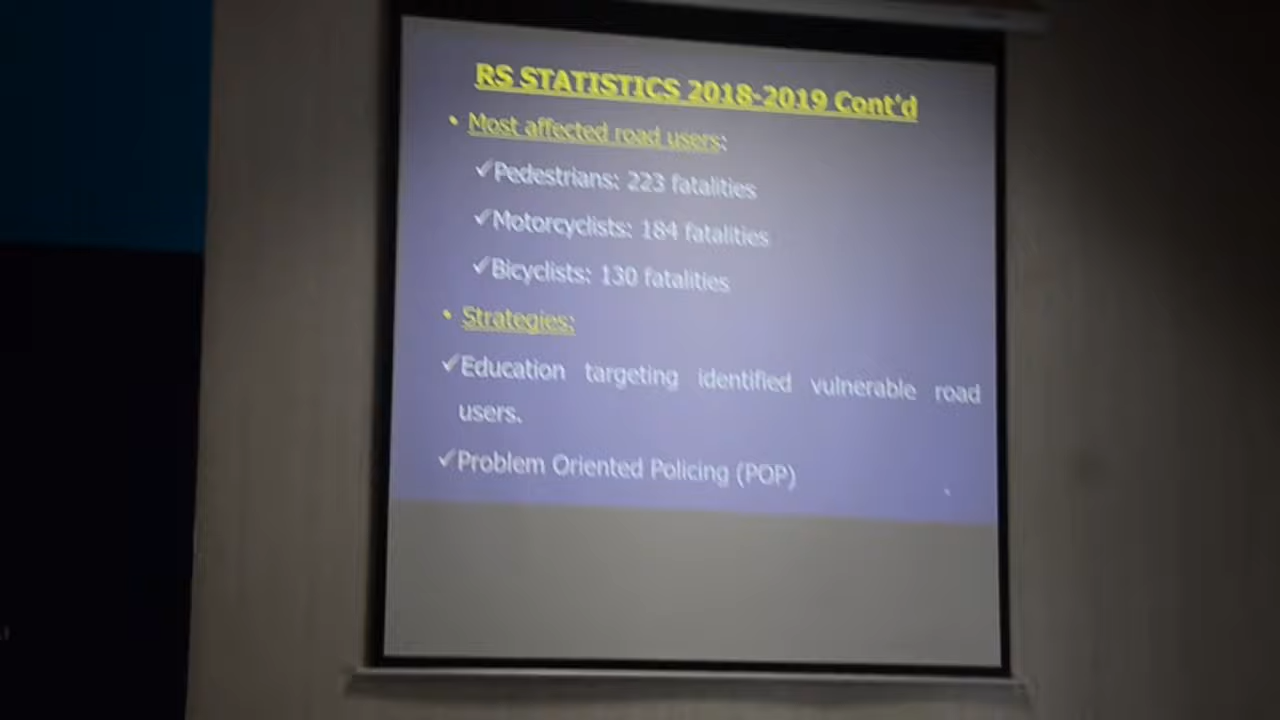 RS STATISTICS 2018-2019 Cont'd
• Most affected road users:
✓Pedestrians: 223 fatalities
✓Motorcyclists: 184 fatalities
✓Bicyclists: 130 fatalities
• Strategies:
✓Education targeting identified vulnerable road
users.
✓Problem Oriented Policing (POP)